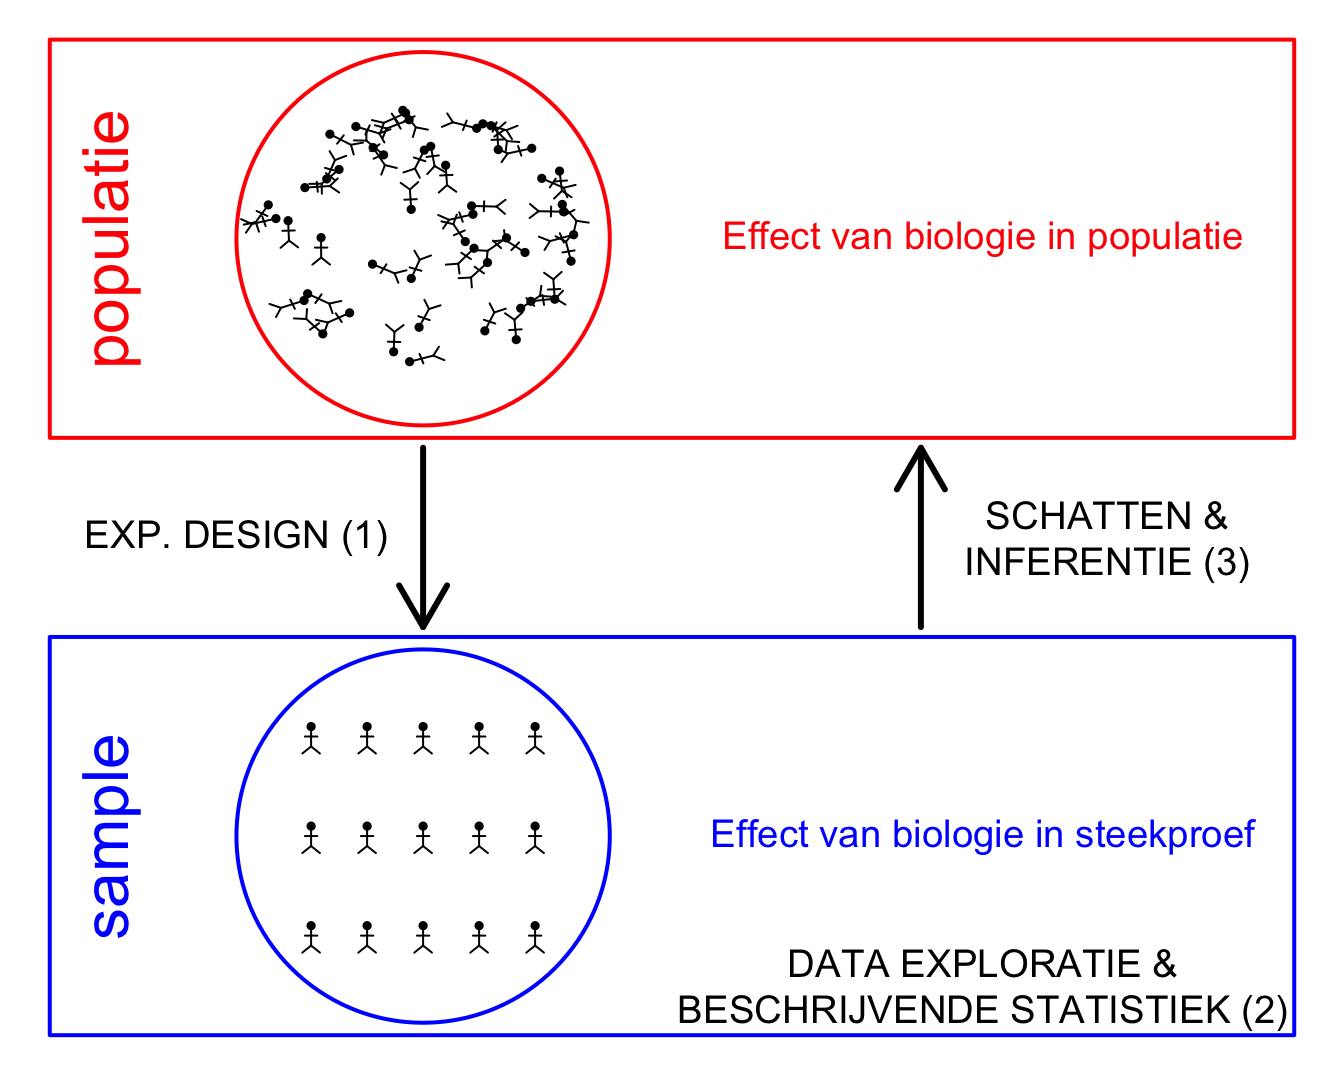 populatie
Effect van biologie in populatie
EXP. DESIGN (1)
SCHATTEN &
INFERENTIE (3)
sample
Effect van biologie in steekproef
DATA EXPLORATIE &
BESCHRIJVENDE STATISTIEK (2)